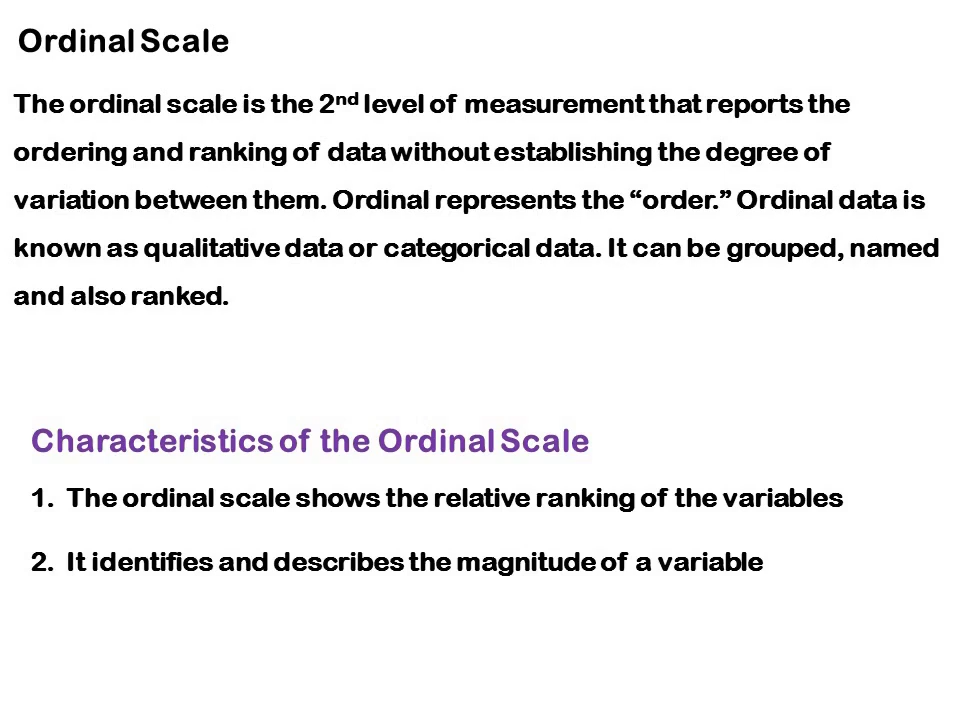 Ordinal Scale
The ordinal scale is the 2nd level of measurement that reports the
ordering and ranking of data without establishing the degree of
variation between them. Ordinal represents the “order.” Ordinal data is
known as qualitative data or categorical data. It can be grouped, named
and also ranked.
Characteristics of the Ordinal Scale
1. The ordinal scale shows the relative ranking of the variables
2. It identifies and describes the magnitude of a variable